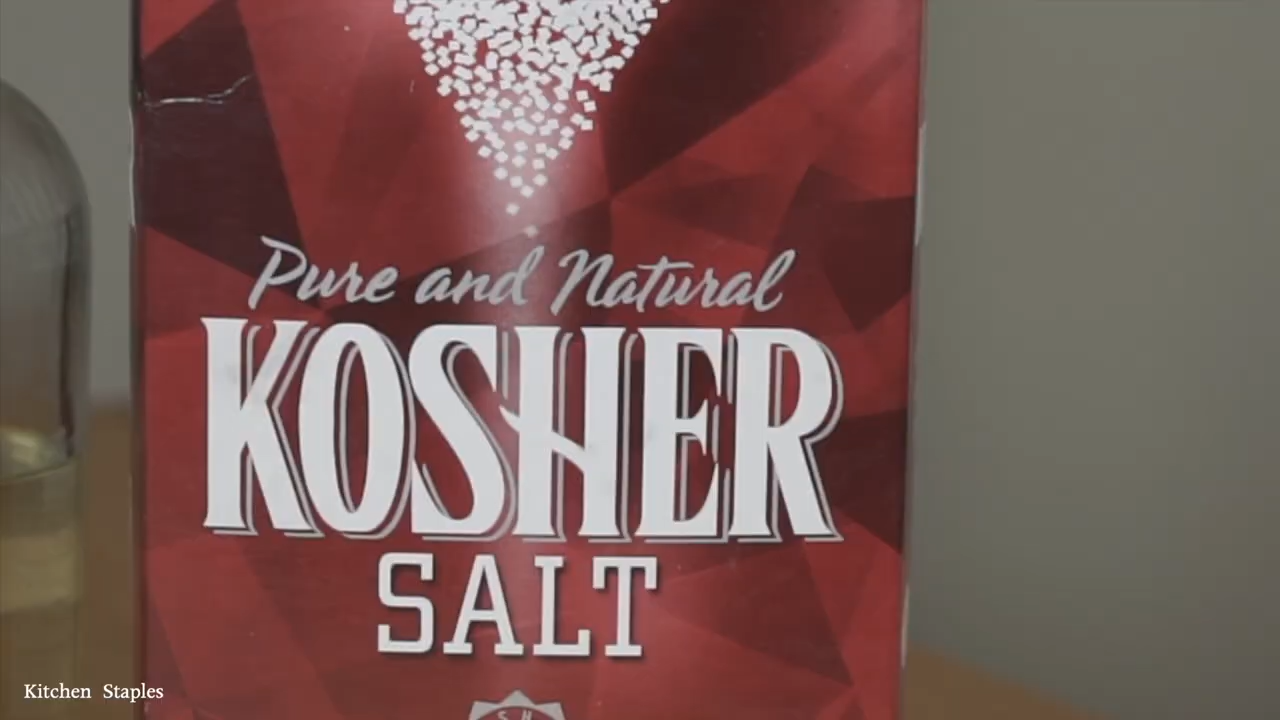 Pure and Natural
KOSHER
SALT
S H
Kitchen Staples